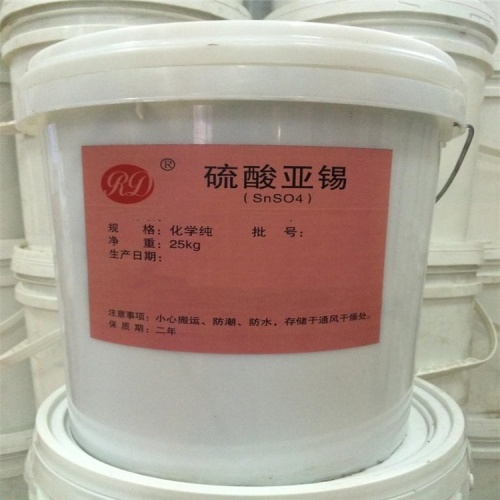 RD ®
硫酸亚锡
(SnSO4)
规 格：化学纯 批 号：
净 重：25kg
生产日期：
注意事项：小心搬运、防潮、防水，存储于通风干燥处。
保 质 期：二年